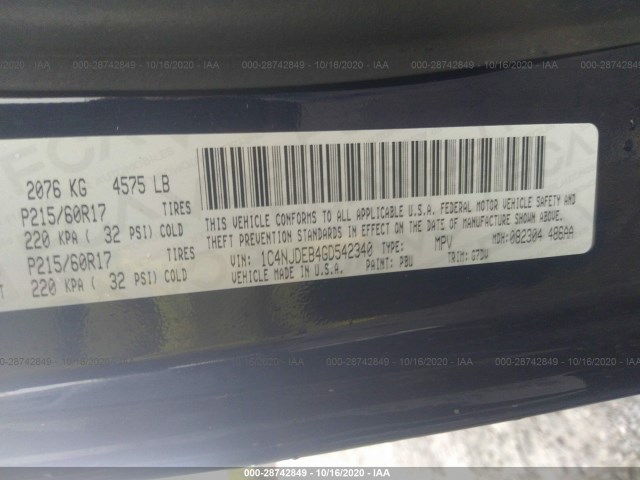 000-28742849 - 10/16/2020 - IAA
2076 KG 4575 LB
P215/60R17 TIRES
220 KPA ( 32 PSI) COLD
P215/60R17 TIRES
220 KPA ( 32 PSI) COLD
THIS VEHICLE CONFORMS TO ALL APPLICABLE U.S.A. FEDERAL MOTOR VEHICLE SAFETY, BUMPER, AND
THEFT PREVENTION STANDARDS IN EFFECT ON THE DATE OF MANUFACTURE SHOWN ABOVE.
VIN: 1C4NJDEB4GD542340 TYPE: MPV MDH: 082304 486AA
VEHICLE MADE IN U.S.A. PAINT: PBU TRIM: G7DV
000-28742849 - 10/16/2020 - IAA